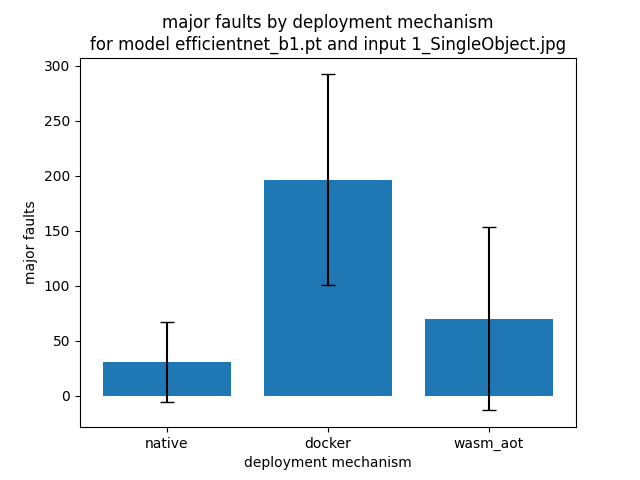 major faults by deployment mechanism
for model efficientnet_b1.pt and input 1_SingleObject.jpg
300
250
200
150
100
50
0
major faults
native
docker
wasm_aot
deployment mechanism